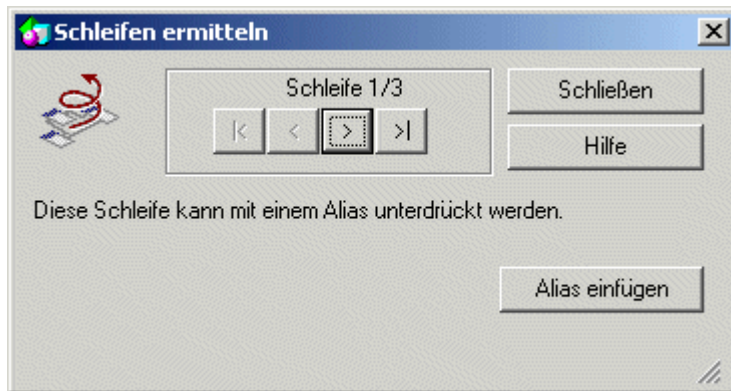 Schleifen ermitteln
Schleife 1/3
|< < > >|
Schließen
Hilfe
Diese Schleife kann mit einem Alias unterdrückt werden.
Alias einfügen